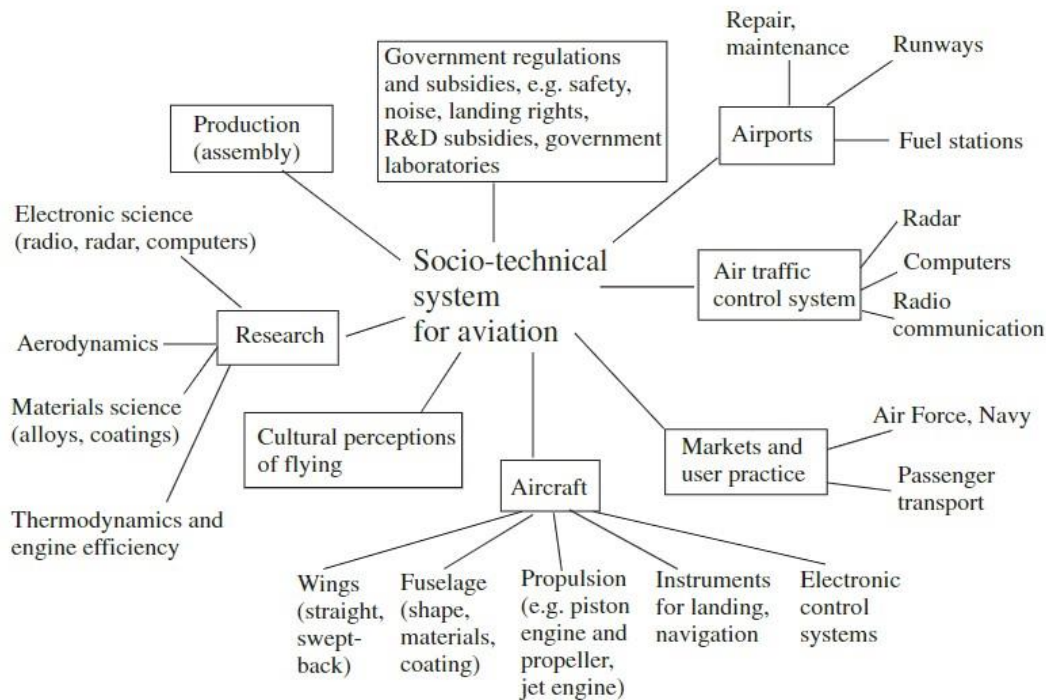 Repair,
maintenance
Runways
Government regulations
and subsidies, e.g. safety,
noise, landing rights,
R&D subsidies, government
laboratories
Production
(assembly)
Airports
Fuel stations
Electronic science
(radio, radar, computers)
Radar
Socio-technical
system
for aviation
Air traffic
control system
Computers
Radio
communication
Research
Aerodynamics
Materials science
(alloys, coatings)
Cultural perceptions
of flying
Markets and
user practice
Air Force, Navy
Passenger
transport
Aircraft
Thermodynamics and
engine efficiency
Wings
(straight,
swept-
back)
Fuselage
(shape,
materials,
coating)
Propulsion
(e.g. piston
engine and
propeller,
jet engine)
Instruments
for landing,
navigation
Electronic
control
systems